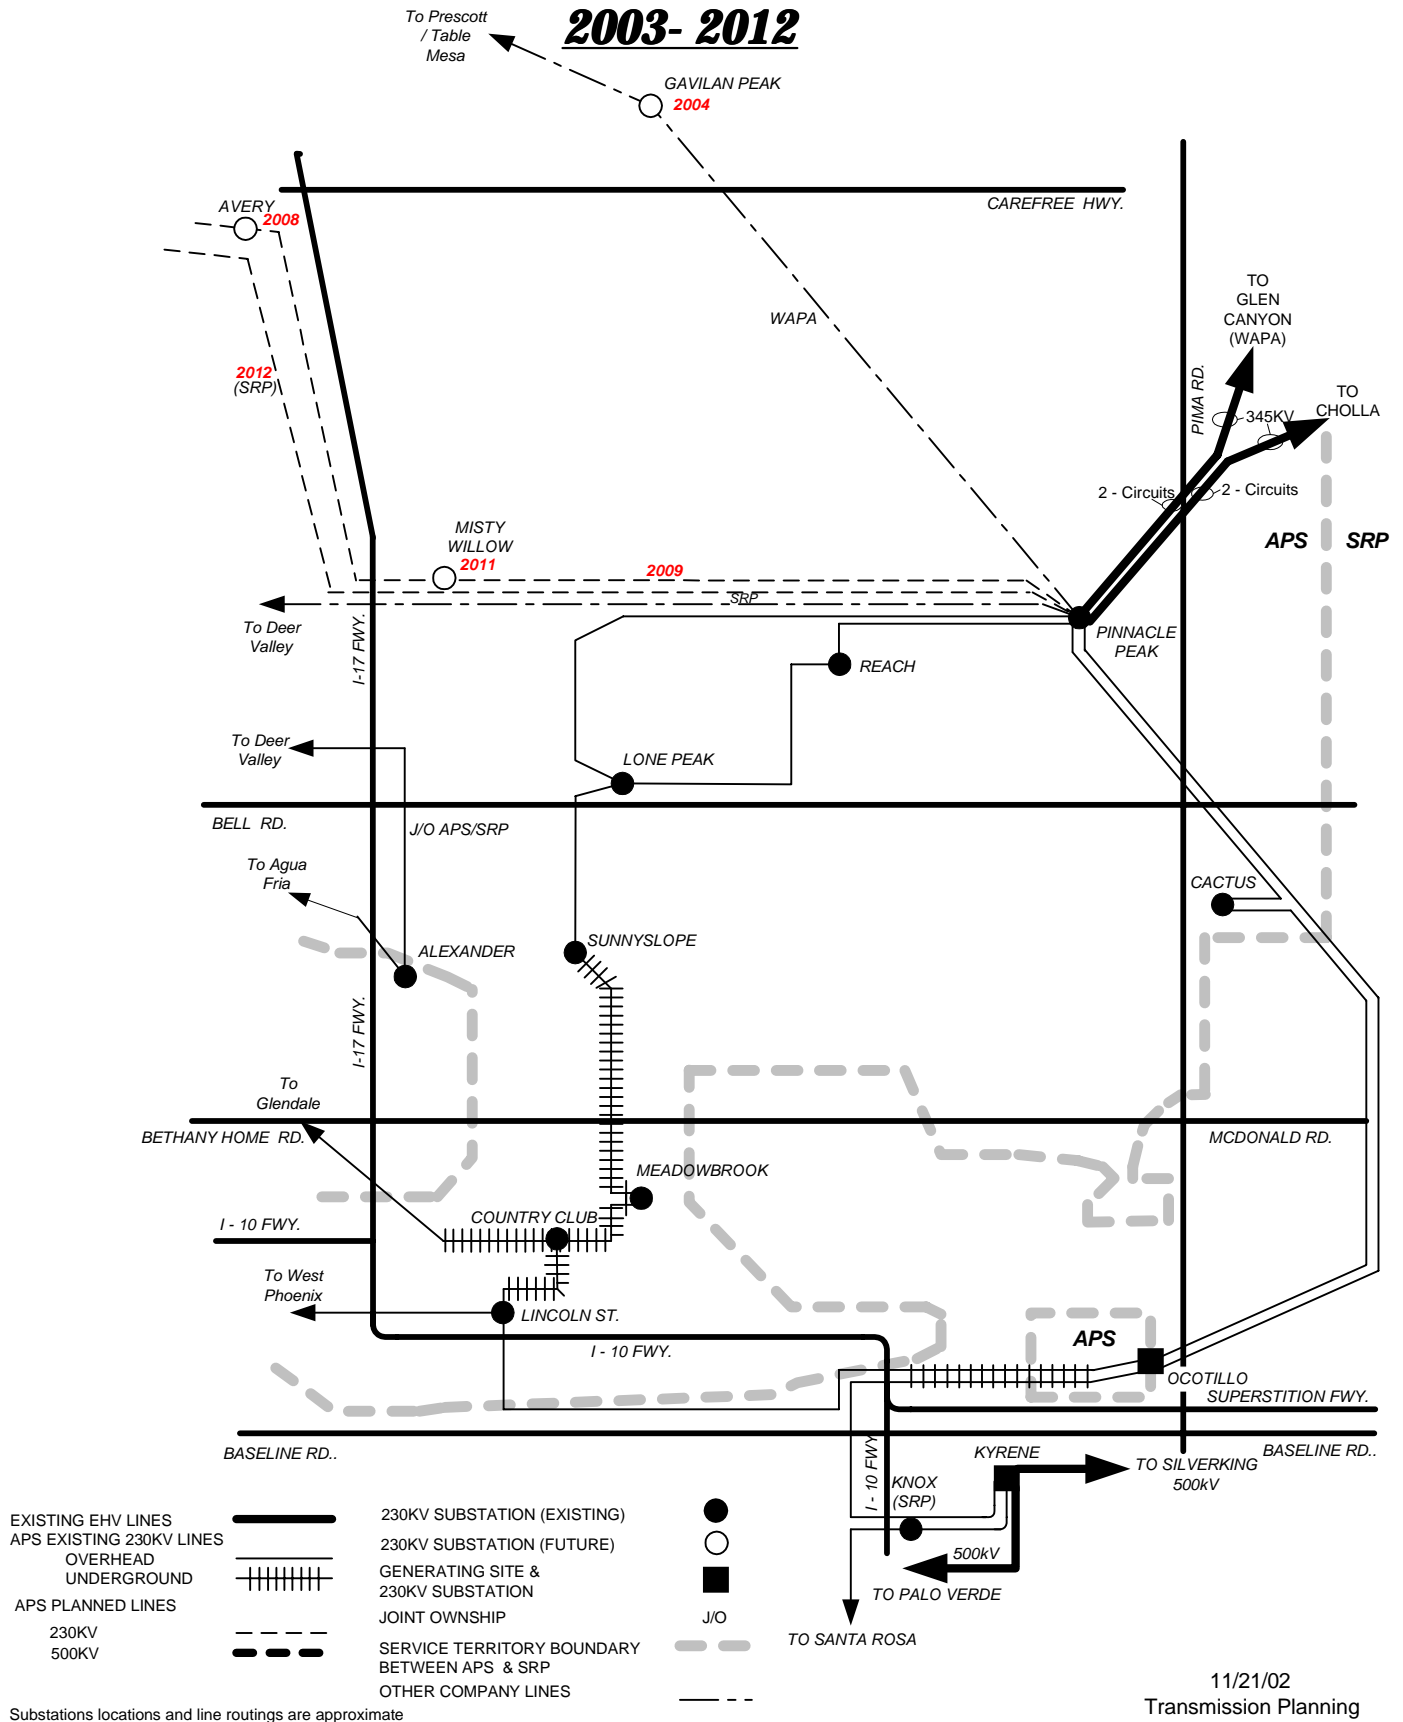 2003- 2012
To Prescott
/ Table
Mesa
GAVILAN PEAK
2004
CAREFREE  HWY.
AVERY
2008
WAPA
TO
GLEN
CANYON
(WAPA)
2012
(SRP)
PIMA RD.
TO
CHOLLA
345KV
2 - Circuits
2 - Circuits
APS
SRP
MISTY
WILLOW
2011
2009
SRP
To Deer
Valley
I-17 FWY.
PINNACLE
PEAK
REACH
To Deer
Valley
LONE PEAK
BELL  RD.
J/O APS/SRP
To Agua
Fria
CACTUS
ALEXANDER
SUNNYSLOPE
I-17 FWY.
To
Glendale
BETHANY HOME  RD.
MCDONALD RD.
MEADOWBROOK
COUNTRY CLUB
I - 10 FWY.
To West
Phoenix
LINCOLN ST.
I - 10 FWY.
APS
OCOTILLO
SUPERSTITION FWY.
BASELINE RD..
BASELINE RD..
I - 10 FWY
KYRENE
TO SILVERKING
500kV
KNOX
(SRP)
500kV
TO PALO VERDE
TO SANTA ROSA
EXISTING EHV LINES
APS EXISTING 230KV LINES
OVERHEAD
UNDERGROUND
APS PLANNED LINES
230KV
500KV
230KV SUBSTATION (EXISTING)
230KV SUBSTATION (FUTURE)
GENERATING SITE &
230KV SUBSTATION
JOINT OWNSHIP
J/O
SERVICE TERRITORY BOUNDARY
BETWEEN APS  & SRP
OTHER COMPANY LINES
11/21/02
Transmission Planning
Substations locations and line routings are approximate